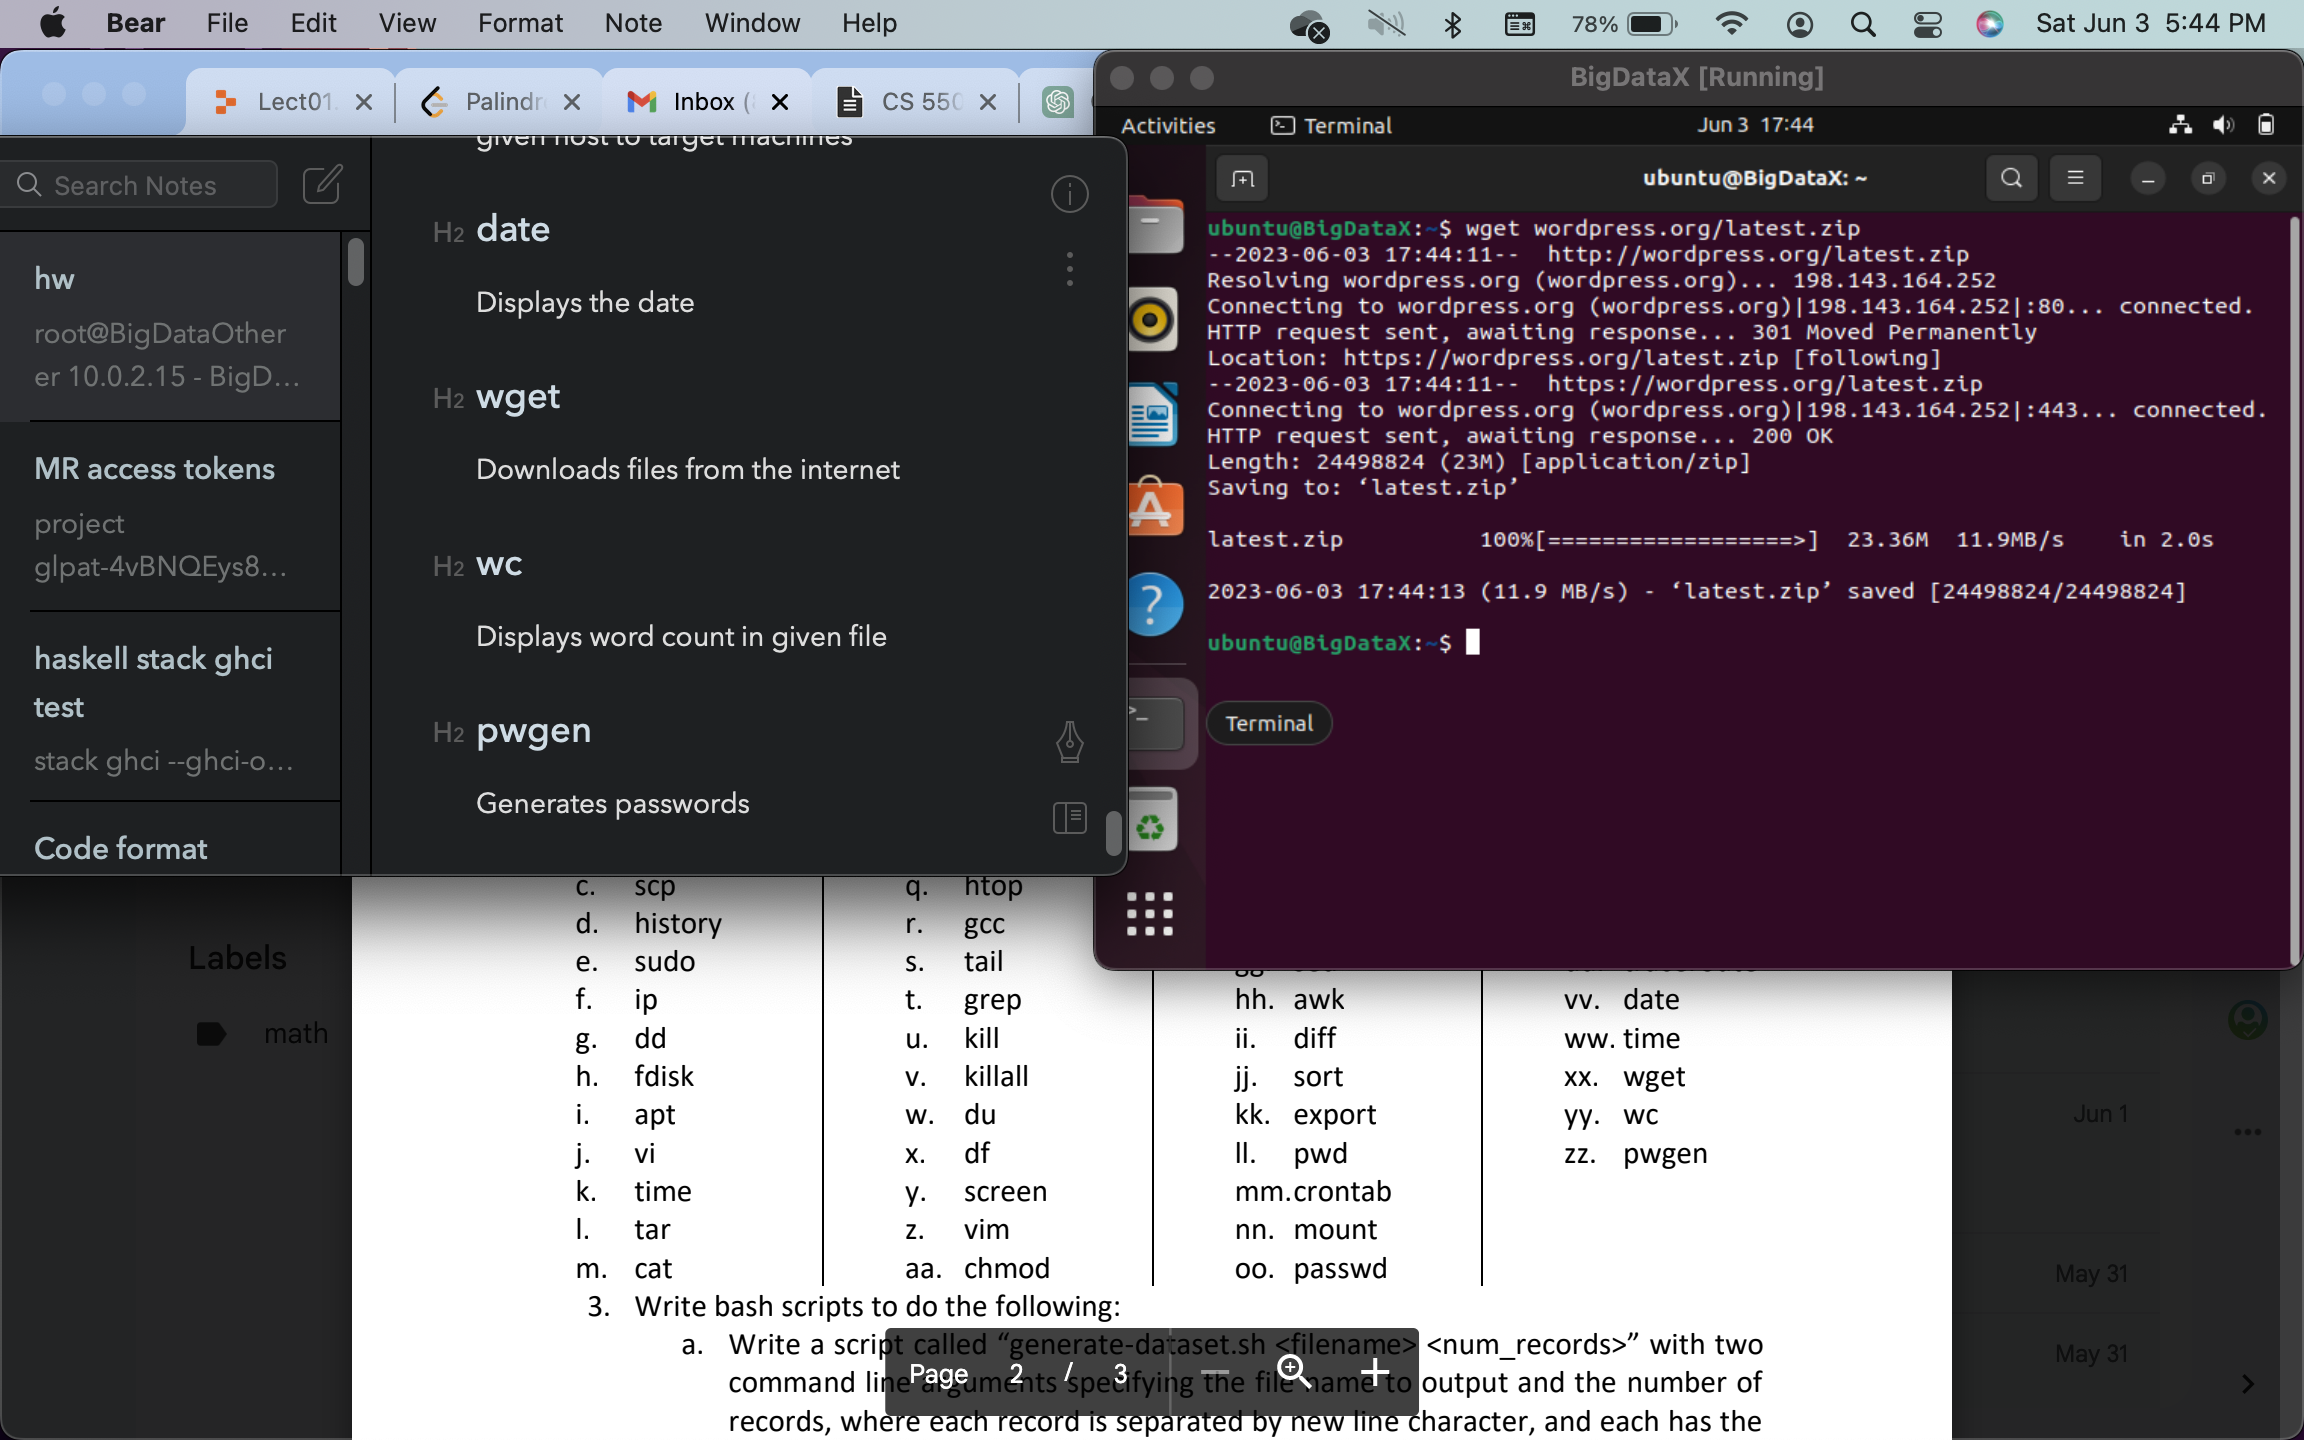 Bear File Edit View Format Note Window Help 78% Sat Jun 3 5:44 PM
Lect01. Palindr Inbox ( CS 550
BigDataX [Running]
Activities Terminal Jun 3 17:44
ubuntu@BigDataX: ~
Search Notes
hw
root@BigDataOther
er 10.0.2.15 - BigD...
MR access tokens
project
glpat-4vBNQEys8...
haskell stack ghci
test
stack ghci --ghci-o...
Code format
given host to target machines
H2 date
Displays the date
H2 wget
Downloads files from the internet
H2 wc
Displays word count in given file
H2 pwgen
Generates passwords
ubuntu@BigDataX:~$ wget wordpress.org/latest.zip
--2023-06-03 17:44:11-- http://wordpress.org/latest.zip
Resolving wordpress.org (wordpress.org)... 198.143.164.252
Connecting to wordpress.org (wordpress.org)|198.143.164.252|:80... connected.
HTTP request sent, awaiting response... 301 Moved Permanently
Location: https://wordpress.org/latest.zip [following]
--2023-06-03 17:44:11-- https://wordpress.org/latest.zip
Connecting to wordpress.org (wordpress.org)|198.143.164.252|:443... connected.
HTTP request sent, awaiting response... 200 OK
Length: 24498824 (23M) [application/zip]
Saving to: ‘latest.zip’
latest.zip 100%[===================>] 23.36M 11.9MB/s in 2.0s
2023-06-03 17:44:13 (11.9 MB/s) - ‘latest.zip’ saved [24498824/24498824]
ubuntu@BigDataX:~$
Terminal
Labels
math
c. scp
d. history
e. sudo
f. ip
g. dd
h. fdisk
i. apt
j. vi
k. time
l. tar
m. cat
q. htop
r. gcc
s. tail
t. grep
u. kill
v. killall
w. du
x. df
y. screen
z. vim
aa. chmod
hh. awk
ii. diff
jj. sort
kk. export
ll. pwd
mm. crontab
nn. mount
oo. passwd
vv. date
ww. time
xx. wget
yy. wc
zz. pwgen
3. Write bash scripts to do the following:
a. Write a script called “generate-dataset.sh <filename> <num_records>” with two
command line arguments specifying the file name to output and the number of
records, where each record is separated by new line character, and each has the
Page 2 / 3
Jun 1
May 31
May 31